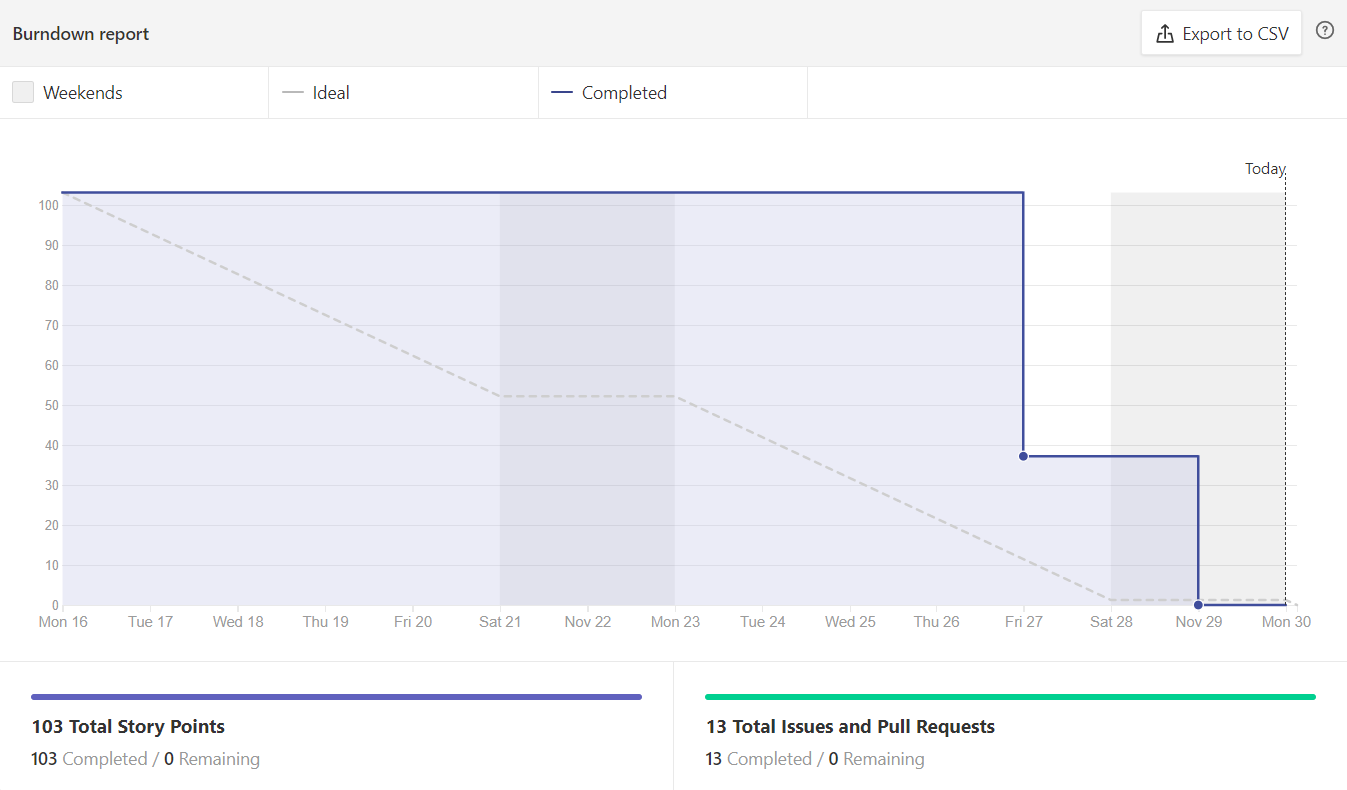 Burndown report
Export to CSV
?
Weekends
Ideal
Completed
Today
100
90
80
70
60
50
40
30
20
10
0
Mon 16 Tue 17 Wed 18 Thu 19 Fri 20 Sat 21 Nov 22 Mon 23 Tue 24 Wed 25 Thu 26 Fri 27 Sat 28 Nov 29 Mon 30
103 Total Story Points
103 Completed / 0 Remaining
13 Total Issues and Pull Requests
13 Completed / 0 Remaining